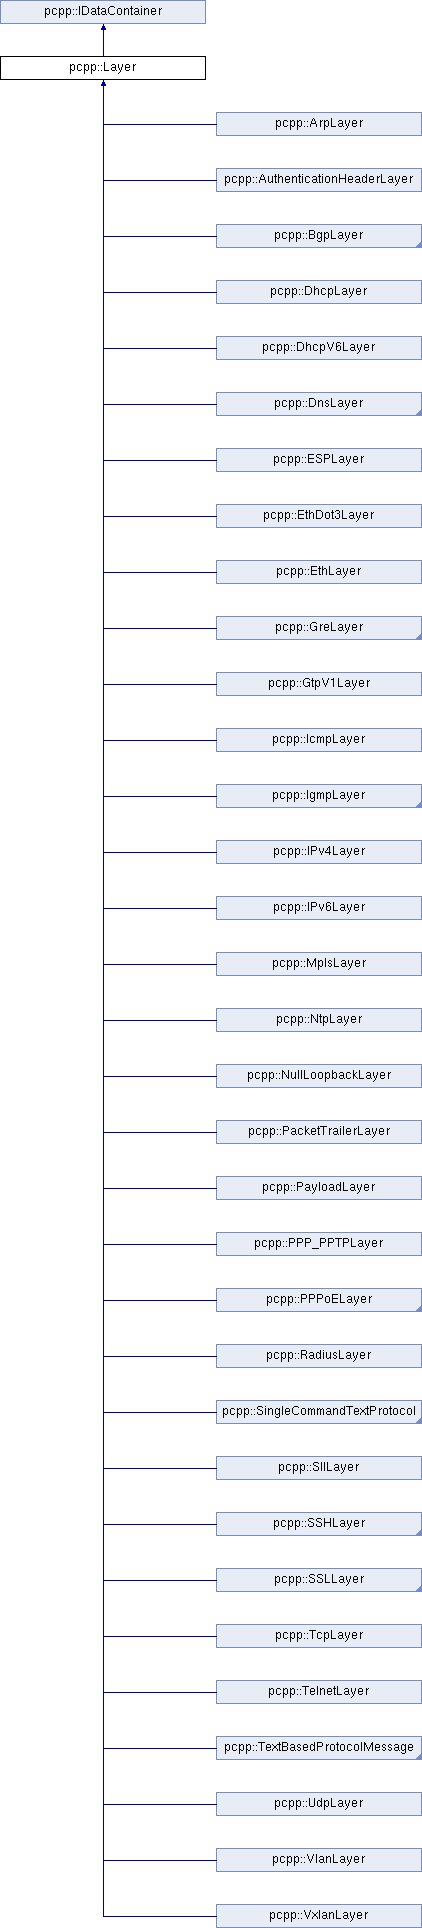 pcpp::IDataContainer
pcpp::Layer
pcpp::ArpLayer
pcpp::AuthenticationHeaderLayer
pcpp::BgpLayer
pcpp::DhcpLayer
pcpp::DhcpV6Layer
pcpp::DnsLayer
pcpp::ESPLayer
pcpp::EthDot3Layer
pcpp::EthLayer
pcpp::GreLayer
pcpp::GtpV1Layer
pcpp::IcmpLayer
pcpp::IgmpLayer
pcpp::IPv4Layer
pcpp::IPv6Layer
pcpp::MplsLayer
pcpp::NtpLayer
pcpp::NullLoopbackLayer
pcpp::PacketTrailerLayer
pcpp::PayloadLayer
pcpp::PPP_PPTPLayer
pcpp::PPPoELayer
pcpp::RadiusLayer
pcpp::SingleCommandTextProtocol
pcpp::SllLayer
pcpp::SSHLayer
pcpp::SSLLayer
pcpp::TcpLayer
pcpp::TelnetLayer
pcpp::TextBasedProtocolMessage
pcpp::UdpLayer
pcpp::VlanLayer
pcpp::VxlanLayer